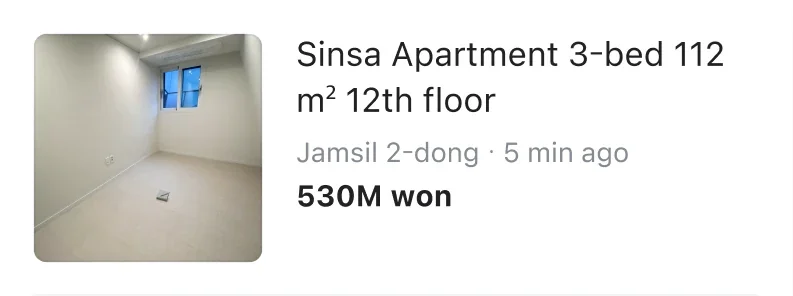 Sinsa Apartment 3-bed 112
m² 12th floor
Jamsil 2-dong · 5 min ago
530M won